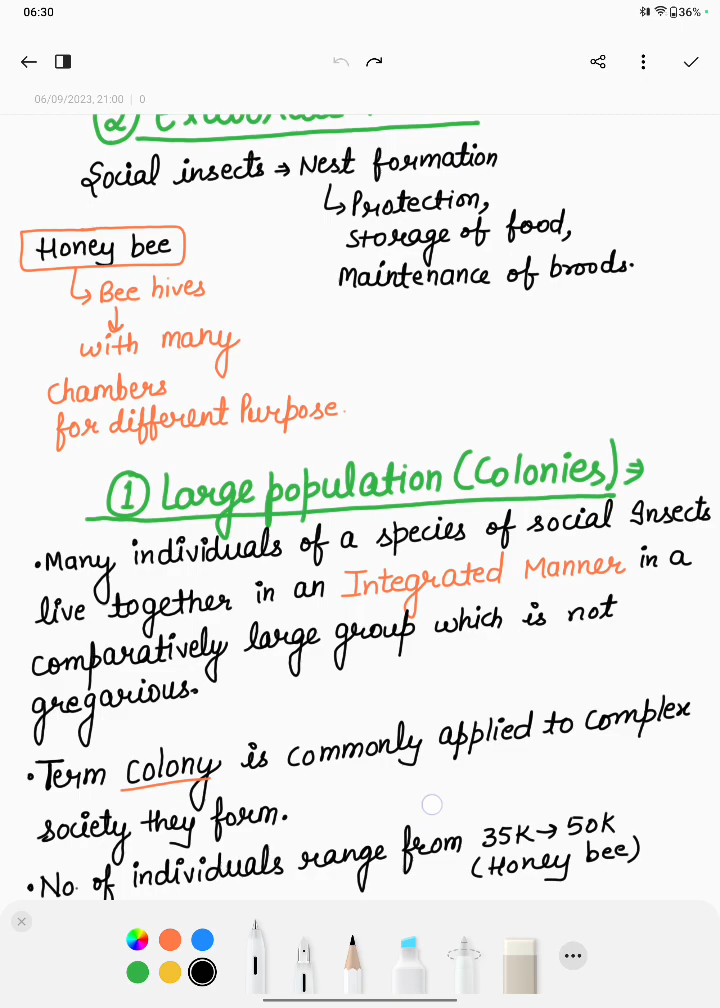 06:30
36%
06/09/2023, 21:00 | 0
②
Social insects → Nest formation
↳ Protection,
storage of food,
Maintenance of broods.
Honey bee
↳ Bee hives
↓
with many
chambers
for different Purpose.
① Large population (Colonies) ⇒
• Many individuals of a species of social Insects
live together in an Integrated Manner in a
comparatively large group which is not
gregarious.
• Term colony is commonly applied to complex
society they form.
• No. of individuals range from 35K → 50K
(Honey bee)